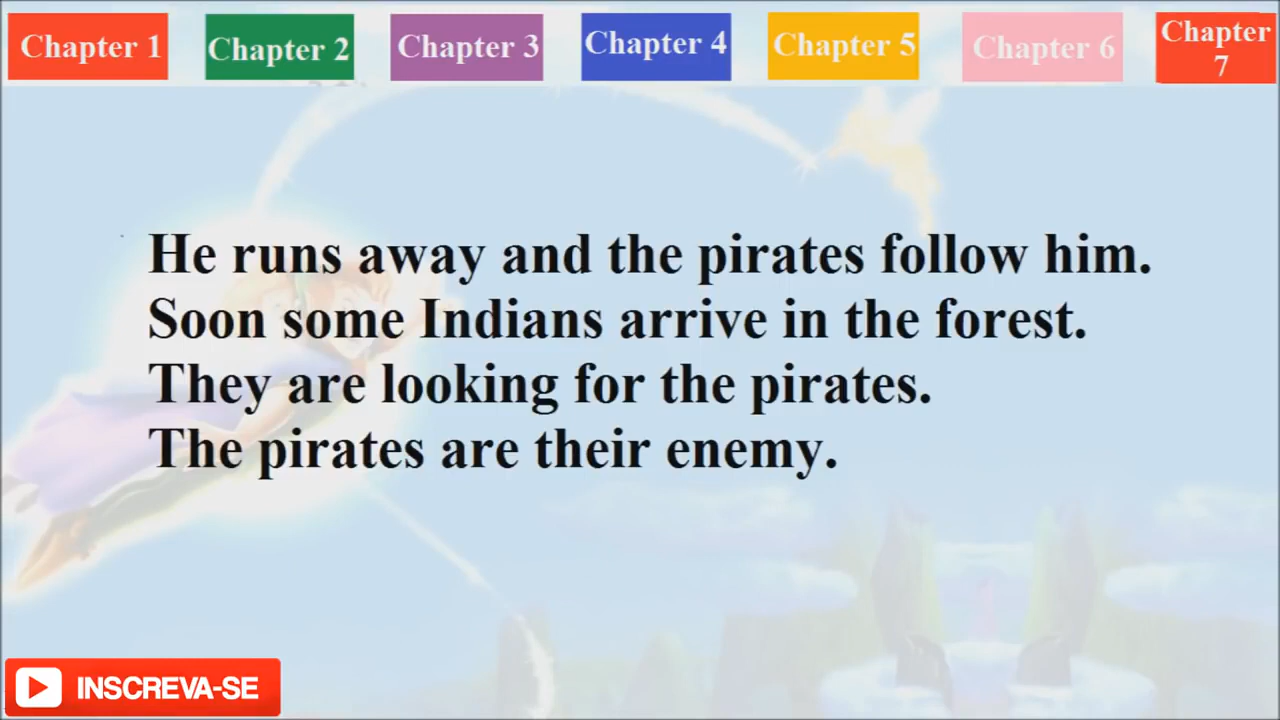 Chapter 1
Chapter 2
Chapter 3
Chapter 4
Chapter 5
Chapter 6
Chapter
7
He runs away and the pirates follow him.
Soon some Indians arrive in the forest.
They are looking for the pirates.
The pirates are their enemy.
INSCREVA-SE